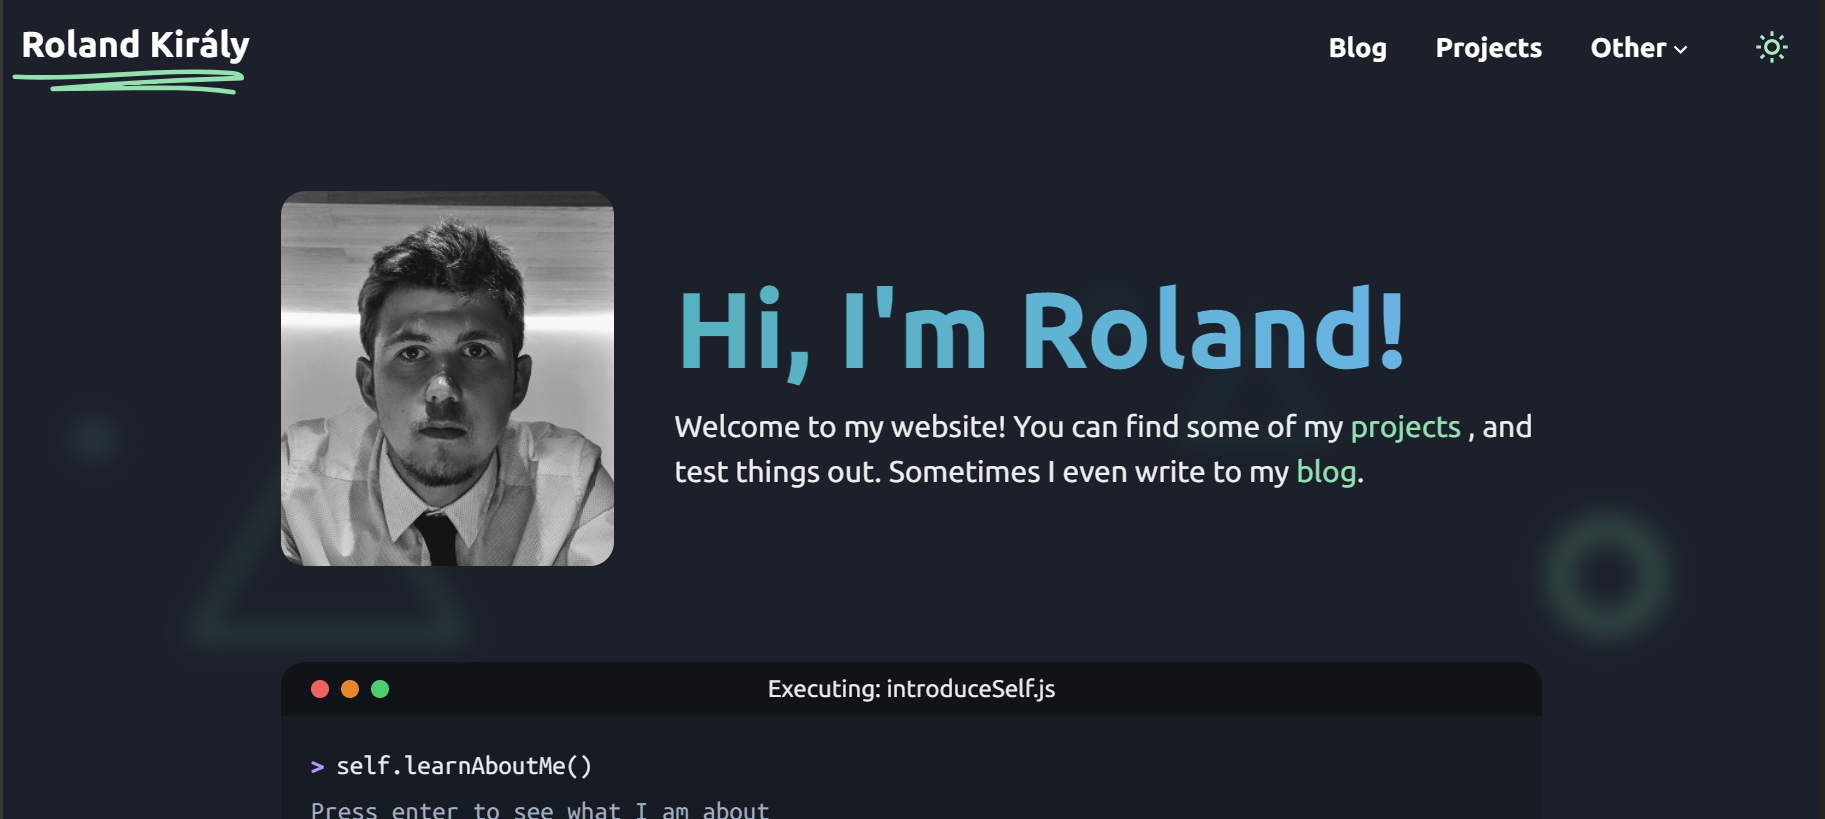 Roland Király
Blog Projects Other
Hi, I'm Roland!
Welcome to my website! You can find some of my projects , and
test things out. Sometimes I even write to my blog.
Executing: introduceSelf.js
> self.learnAboutMe()
Press enter to see what I am about